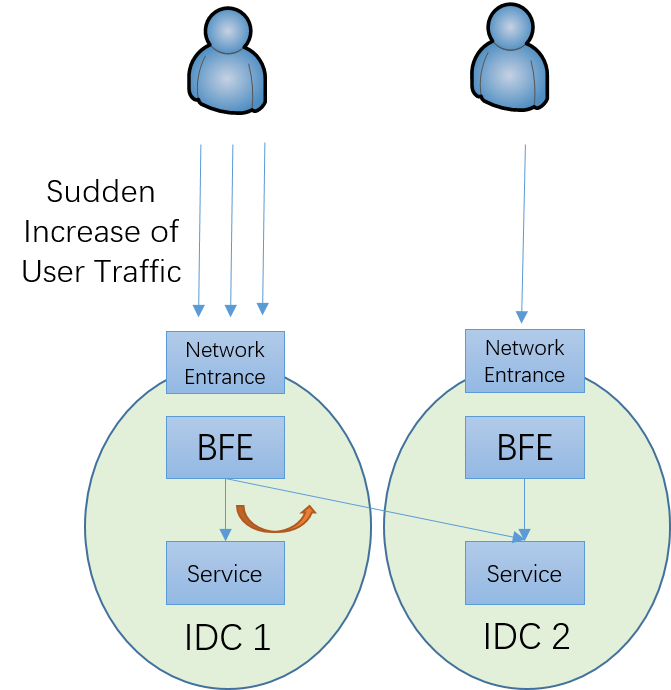 Sudden
Increase of
User Traffic
Network
Entrance
BFE
Service
IDC 1
Network
Entrance
BFE
Service
IDC 2